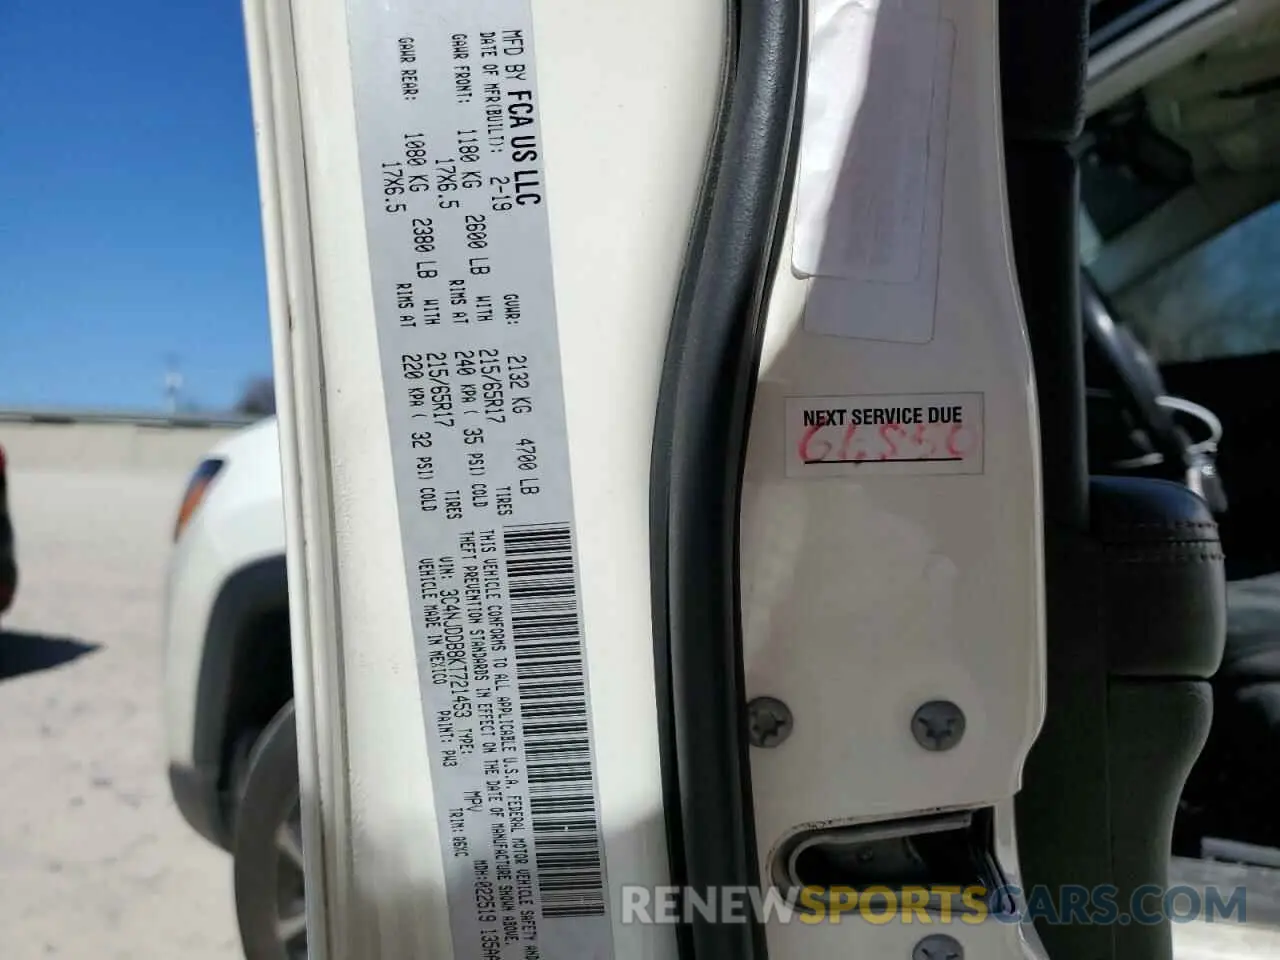 MFD BY FCA US LLC
DATE OF MFR(BUILT): 2-19 GVWR: 2132 KG 4700 LB
GAWR FRONT: 1180 KG 2600 LB WITH 215/65R17 TIRES
17X6.5 RIMS AT 240 KPA ( 35 PSI) COLD
GAWR REAR: 1080 KG 2380 LB WITH 215/65R17 TIRES
17X6.5 RIMS AT 220 KPA ( 32 PSI) COLD
THIS VEHICLE CONFORMS TO ALL APPLICABLE U.S.A. FEDERAL MOTOR VEHICLE SAFETY AND
THEFT PREVENTION STANDARDS IN EFFECT ON THE DATE OF MANUFACTURE SHOWN ABOVE.
VIN: 3C4NJDDB8KT721453 TYPE: MPV MDH:022519 135AA
VEHICLE MADE IN MEXICO PAINT: PW3 TRIM: Q6XC
NEXT SERVICE DUE
RENEWSPORTSCARS.COM